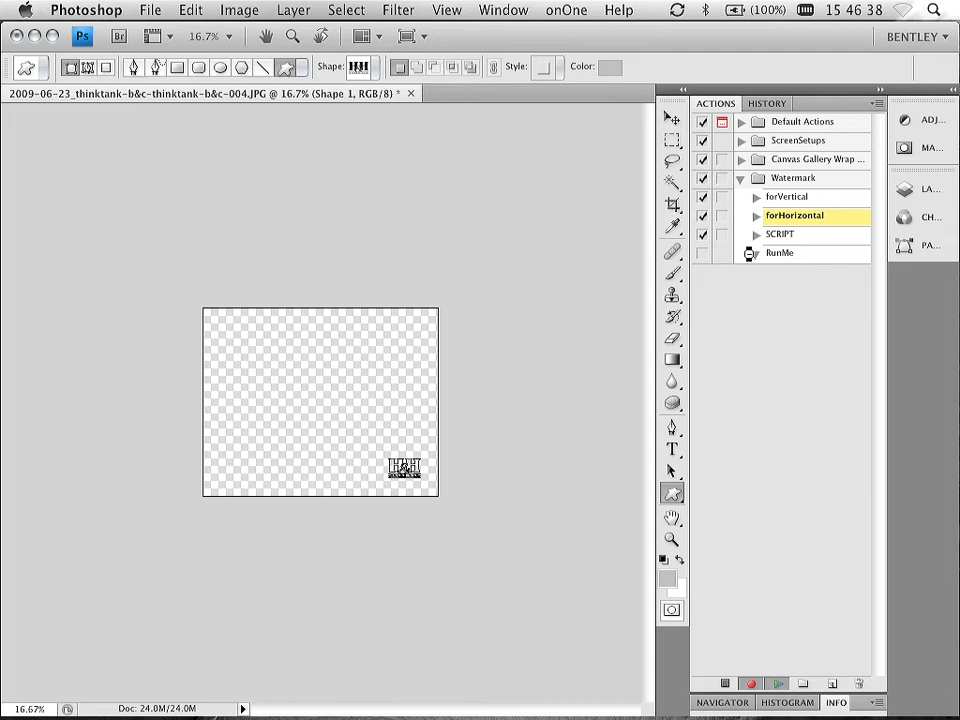 Photoshop File Edit Image Layer Select Filter View Window onOne Help (100%) 15 46 38
Ps Br 16.7% BENTLEY
Shape: Style: Color:
2009-06-23_thinktank-b&c-thinktank-b&c-004.JPG @ 16.7% (Shape 1, RGB/8) *
ACTIONS HISTORY
Default Actions
ScreenSetups
Canvas Gallery Wrap ...
Watermark
forVertical
forHorizontal
SCRIPT
RunMe
ADJ...
MA...
LA...
CH...
PA...
T
H&H
16.67% Doc: 24.0M/24.0M
NAVIGATOR HISTOGRAM INFO